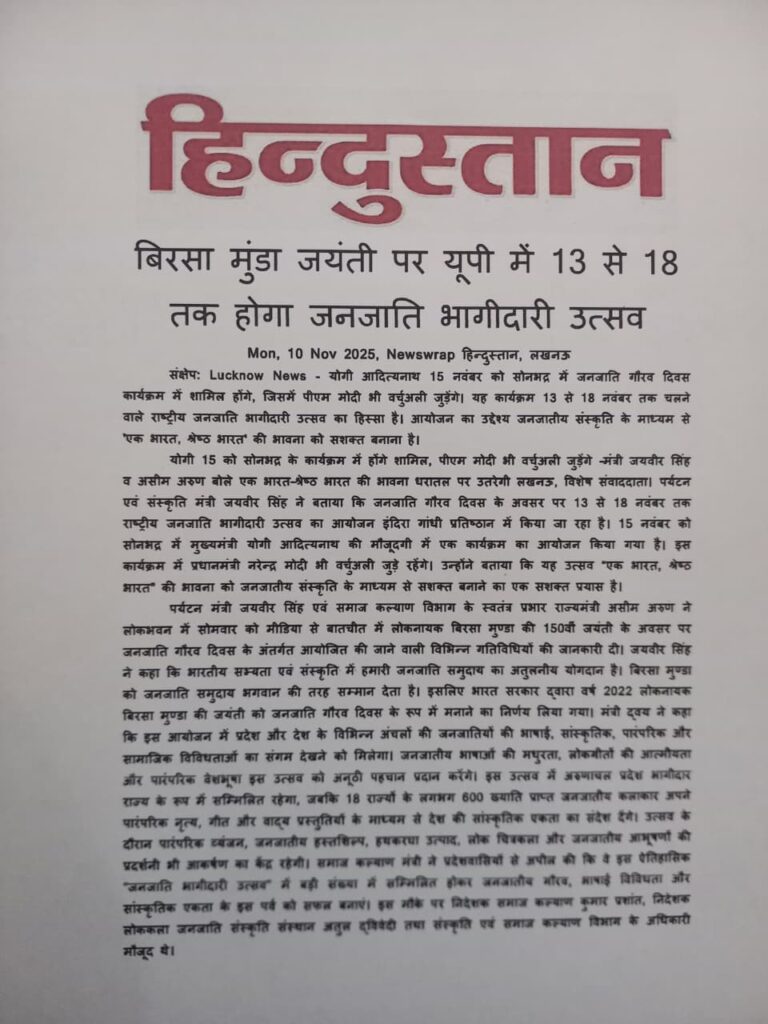 हिन्दुस्तान
बिरसा मुंडा जयंती पर यूपी में 13 से 18
तक होगा जनजाति भागीदारी उत्सव
Mon, 10 Nov 2025, Newswrap हिन्दुस्तान, लखनऊ
संक्षेप: Lucknow News - योगी आदित्यनाथ 15 नवंबर को सोनभद्र में जनजाति गौरव दिवस
कार्यक्रम में शामिल होंगे, जिसमें पीएम मोदी भी वर्चुअली जुड़ेंगे। यह कार्यक्रम 13 से 18 नवंबर तक चलने
वाले राष्ट्रीय जनजाति भागीदारी उत्सव का हिस्सा है। आयोजन का उद्देश्य जनजातीय संस्कृति के माध्यम से
'एक भारत, श्रेष्ठ भारत' की भावना को सशक्त बनाना है।
योगी 15 को सोनभद्र के कार्यक्रम में होंगे शामिल, पीएम मोदी भी वर्चुअली जुड़ेंगे -मंत्री जयवीर सिंह
व असीम अरुण बोले एक भारत-श्रेष्ठ भारत की भावना धरातल पर उतरेगी लखनऊ, विशेष संवाददाता। पर्यटन
एवं संस्कृति मंत्री जयवीर सिंह ने बताया कि जनजाति गौरव दिवस के अवसर पर 13 से 18 नवंबर तक
राष्ट्रीय जनजाति भागीदारी उत्सव का आयोजन इंदिरा गांधी प्रतिष्ठान में किया जा रहा है। 15 नवंबर को
सोनभद्र में मुख्यमंत्री योगी आदित्यनाथ की मौजूदगी में एक कार्यक्रम का आयोजन किया गया है। इस
कार्यक्रम में प्रधानमंत्री नरेन्द्र मोदी भी वर्चुअली जुड़े रहेंगे। उन्होंने बताया कि यह उत्सव "एक भारत, श्रेष्ठ
भारत" की भावना को जनजातीय संस्कृति के माध्यम से सशक्त बनाने का एक सशक्त प्रयास है।
पर्यटन मंत्री जयवीर सिंह एवं समाज कल्याण विभाग के स्वतंत्र प्रभार राज्यमंत्री असीम अरुण ने
लोकभवन में सोमवार को मीडिया से बातचीत में लोकनायक बिरसा मुण्डा की 150वीं जयंती के अवसर पर
जनजाति गौरव दिवस के अंतर्गत आयोजित की जाने वाली विभिन्न गतिविधियों की जानकारी दी। जयवीर सिंह
ने कहा कि भारतीय सभ्यता एवं संस्कृति में हमारी जनजाति समुदाय का अतुलनीय योगदान है। बिरसा मुण्डा
को जनजाति समुदाय भगवान की तरह सम्मान देता है। इसलिए भारत सरकार द्वारा वर्ष 2022 लोकनायक
बिरसा मुण्डा की जयंती को जनजाति गौरव दिवस के रूप में मनाने का निर्णय लिया गया। मंत्री द्वय ने कहा
कि इस आयोजन में प्रदेश और देश के विभिन्न अंचलों की जनजातियों की भाषाई, सांस्कृतिक, पारंपरिक और
सामाजिक विविधताओं का संगम देखने को मिलेगा। जनजातीय भाषाओं की मधुरता, लोकगीतों की आत्मीयता
और पारंपरिक वेशभूषा इस उत्सव को अनूठी पहचान प्रदान करेंगे। इस उत्सव में अरुणाचल प्रदेश भागीदार
राज्य के रूप में सम्मिलित रहेगा, जबकि 18 राज्यों के लगभग 600 ख्याति प्राप्त जनजातीय कलाकार अपने
पारंपरिक नृत्य, गीत और वाद्य प्रस्तुतियों के माध्यम से देश की सांस्कृतिक एकता का संदेश देंगे। उत्सव के
दौरान पारंपरिक व्यंजन, जनजातीय हस्तशिल्प, हथकरघा उत्पाद, लोक चित्रकला और जनजातीय आभूषणों की
प्रदर्शनी भी आकर्षण का केंद्र रहेगी। समाज कल्याण मंत्री ने प्रदेशवासियों से अपील की कि वे इस ऐतिहासिक
"जनजाति भागीदारी उत्सव" में बड़ी संख्या में सम्मिलित होकर जनजातीय गौरव, भाषाई विविधता और
सांस्कृतिक एकता के इस पर्व को सफल बनाएं। इस मौके पर निदेशक समाज कल्याण कुमार प्रशांत, निदेशक
लोककला जनजाति संस्कृति संस्थान अतुल द्विवेदी तथा संस्कृति एवं समाज कल्याण विभाग के अधिकारी
मौजूद थे।